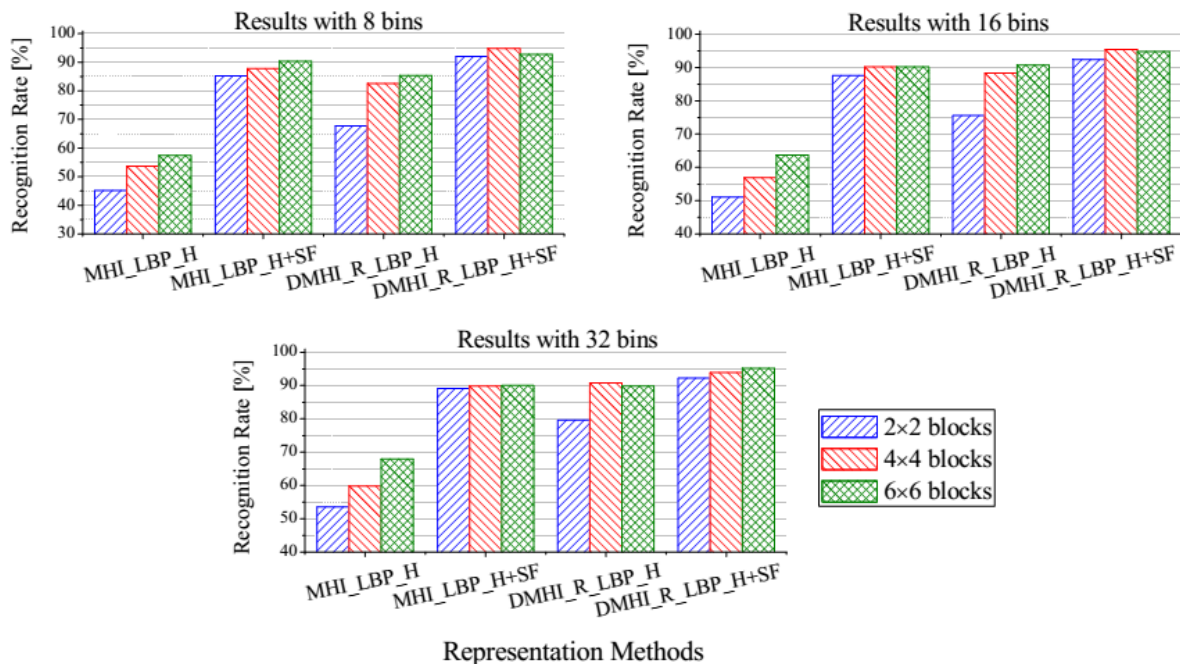 Results with 8 bins
Recognition Rate [%]
100
90
80
70
60
50
40
30
MHI_LBP_H
MHI_LBP_H+SF
DMHI_R_LBP_H
DMHI_R_LBP_H+SF
Results with 16 bins
Recognition Rate [%]
100
90
80
70
60
50
40
MHI_LBP_H
MHI_LBP_H+SF
DMHI_R_LBP_H
DMHI_R_LBP_H+SF
Results with 32 bins
Recognition Rate [%]
100
90
80
70
60
50
40
MHI_LBP_H
MHI_LBP_H+SF
DMHI_R_LBP_H
DMHI_R_LBP_H+SF
2×2 blocks
4×4 blocks
6×6 blocks
Representation Methods